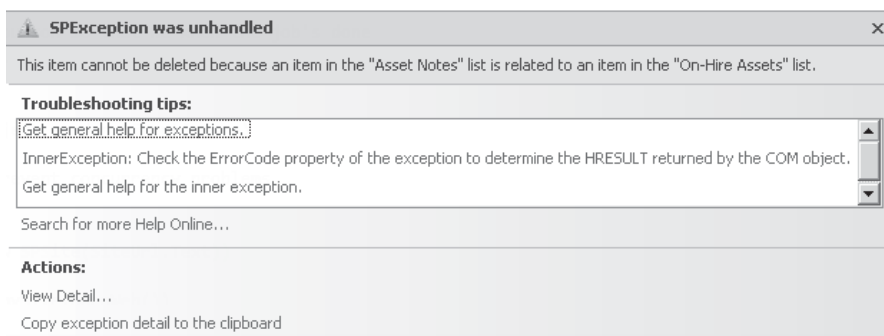 SPException was unhandled
This item cannot be deleted because an item in the "Asset Notes" list is related to an item in the "On-Hire Assets" list.
Troubleshooting tips:
Get general help for exceptions.
InnerException: Check the ErrorCode property of the exception to determine the HRESULT returned by the COM object.
Get general help for the inner exception.
Search for more Help Online...
Actions:
View Detail...
Copy exception detail to the clipboard